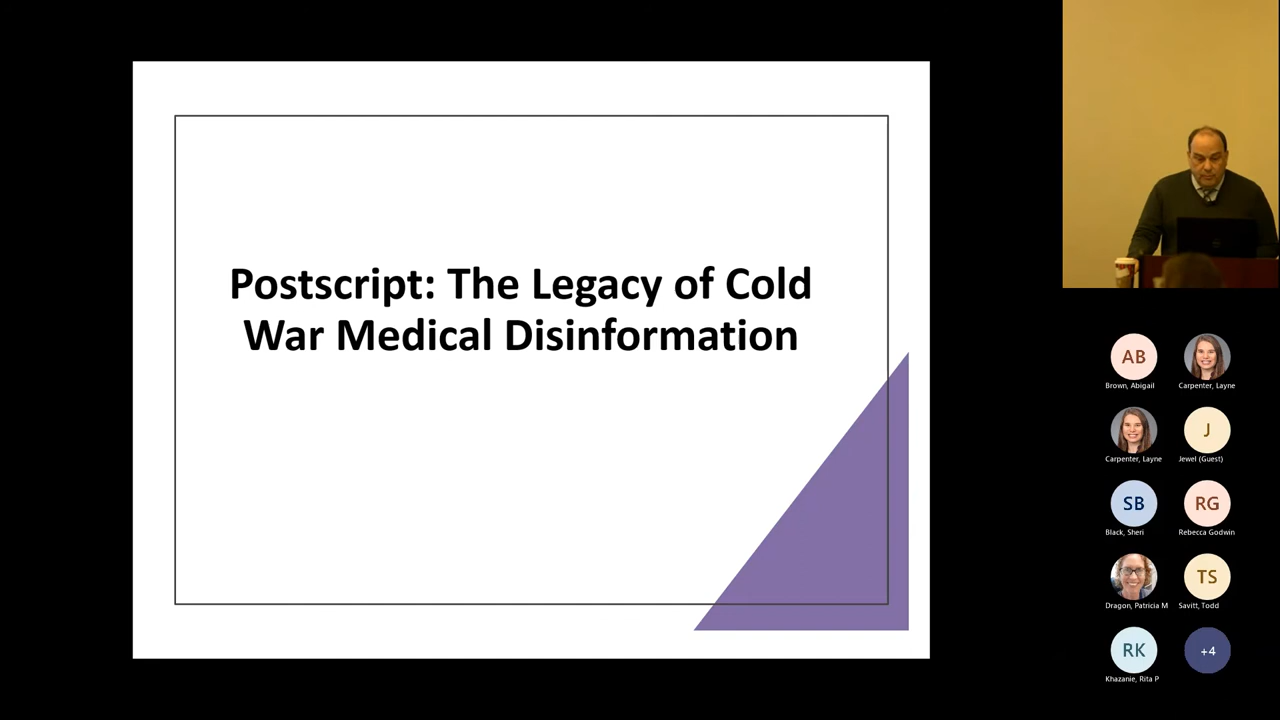 Postscript: The Legacy of Cold
War Medical Disinformation
AB
Brown, Abigail
Carpenter, Layne
Carpenter, Layne
J
Jewel (Guest)
SB
Black, Sheri
RG
Rebecca Godwin
Dragon, Patricia M
TS
Savitt, Todd
RK
Khazanie, Rita P
+4